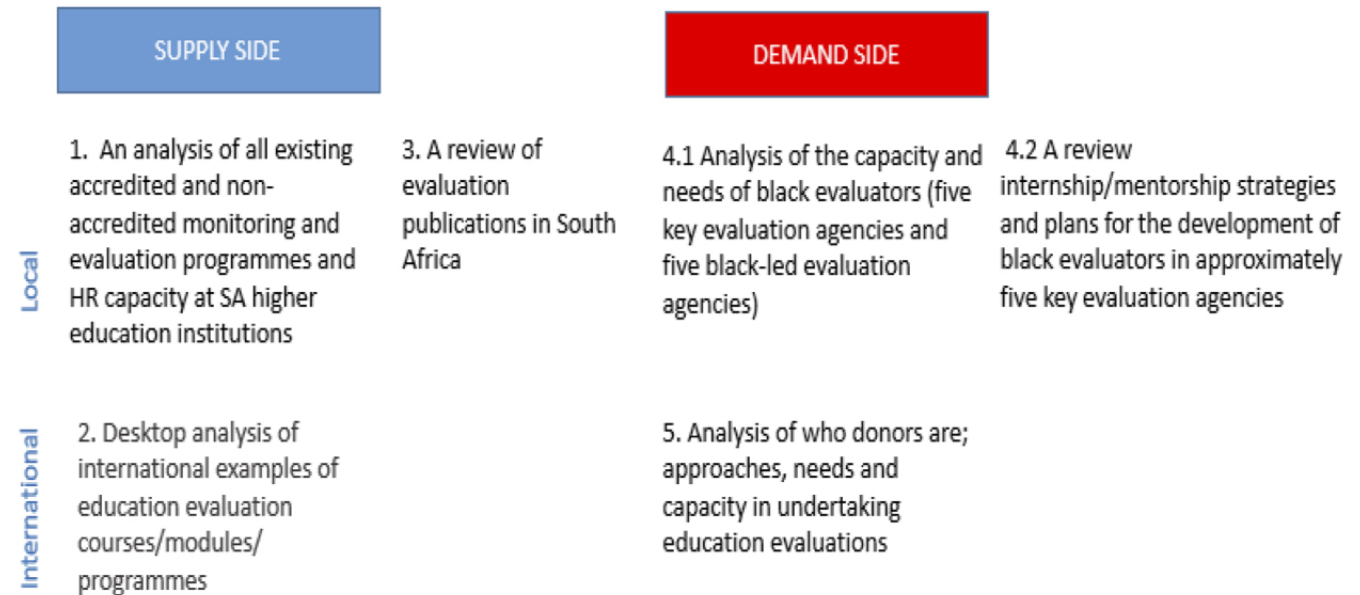 SUPPLY SIDE
DEMAND SIDE
Local
1. An analysis of all existing
accredited and non-
accredited monitoring and
evaluation programmes and
HR capacity at SA higher
education institutions
3. A review of
evaluation
publications in South
Africa
4.1 Analysis of the capacity and
needs of black evaluators (five
key evaluation agencies and
five black-led evaluation
agencies)
4.2 A review
internship/mentorship strategies
and plans for the development of
black evaluators in approximately
five key evaluation agencies
International
2. Desktop analysis of
international examples of
education evaluation
courses/modules/
programmes
5. Analysis of who donors are;
approaches, needs and
capacity in undertaking
education evaluations